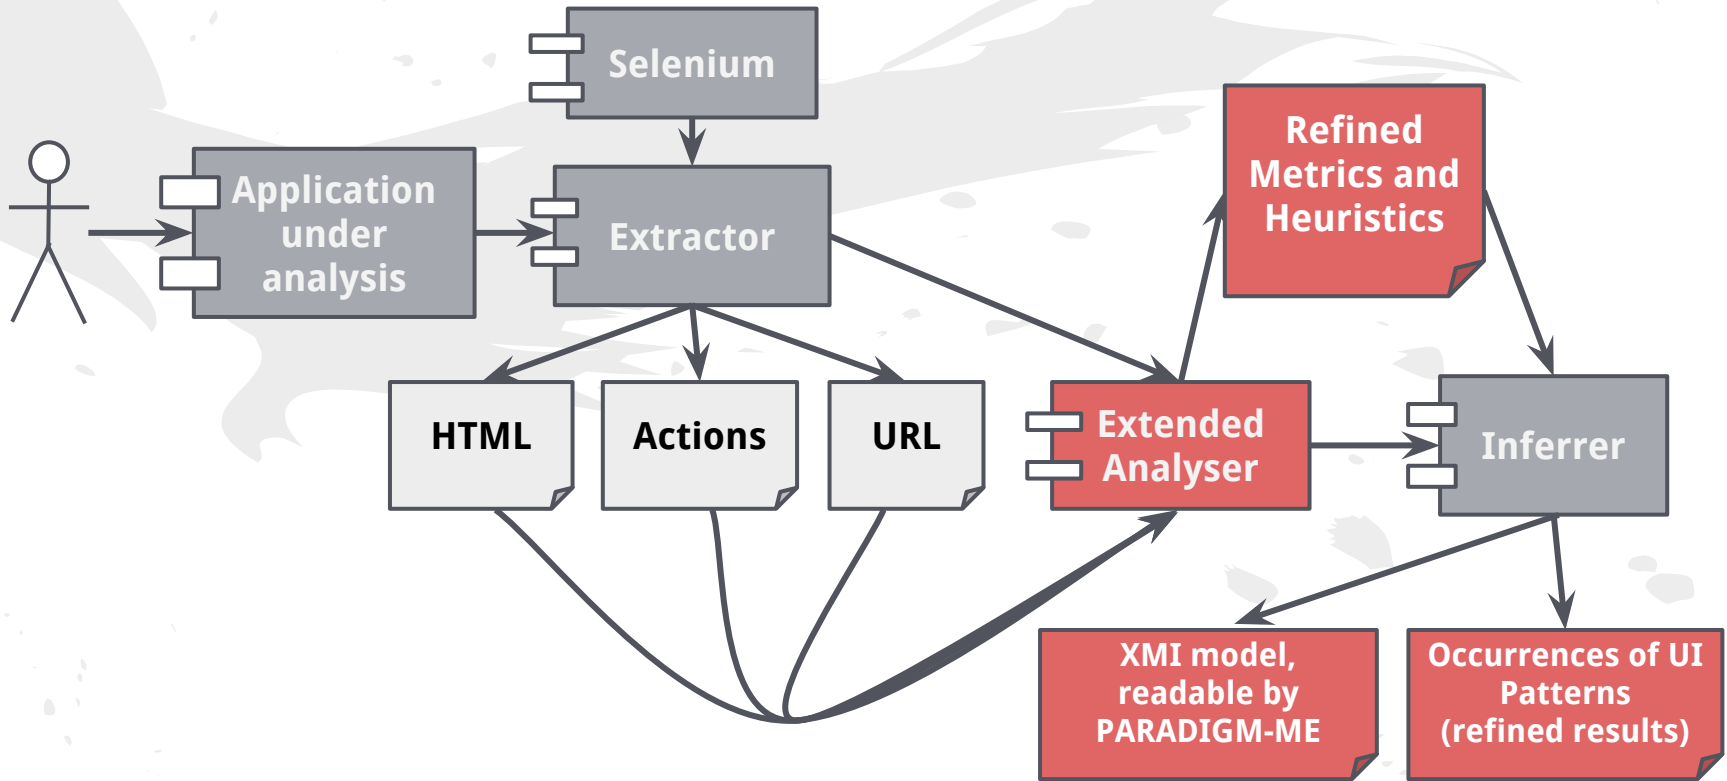 Selenium
Refined
Metrics and
Heuristics
Application
under
analysis
Extractor
HTML
Actions
URL
Extended
Analyser
Inferrer
XMI model,
readable by
PARADIGM-ME
Occurrences of UI
Patterns
(refined results)